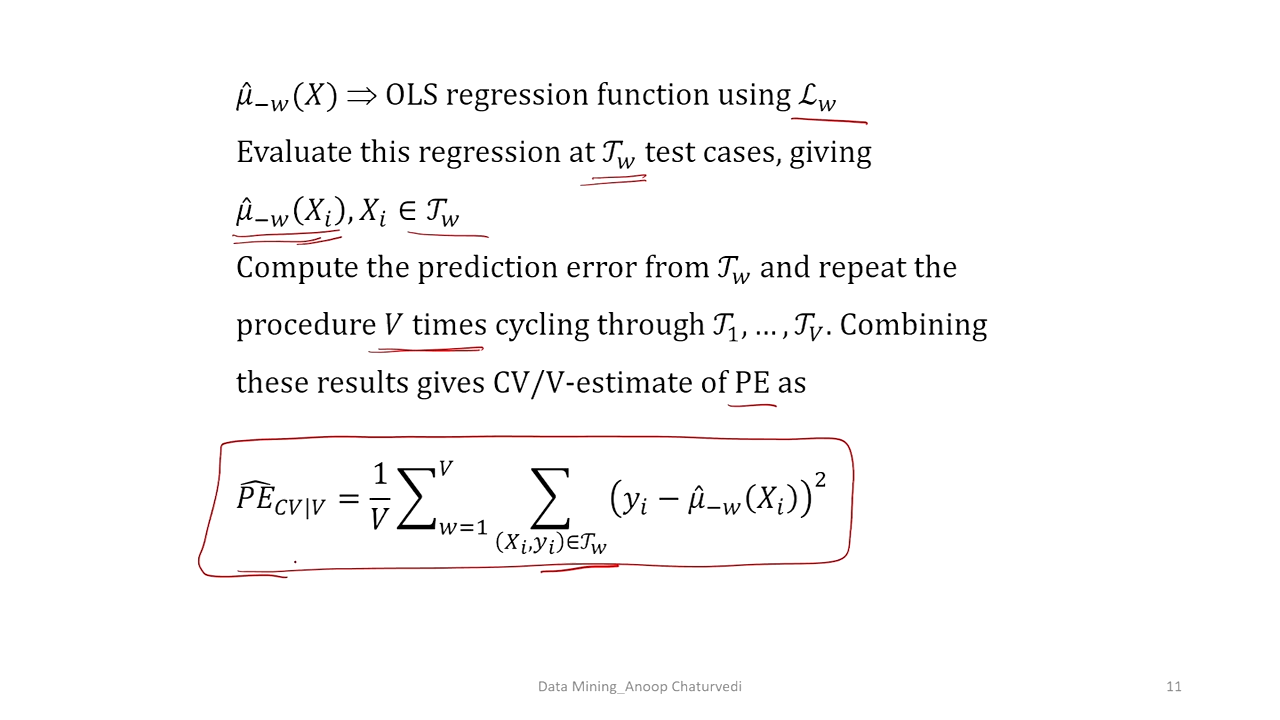 μ̂₋w(X) ⇒ OLS regression function using ℒw
Evaluate this regression at 𝒯w test cases, giving
μ̂₋w(Xᵢ), Xᵢ ∈ 𝒯w
Compute the prediction error from 𝒯w and repeat the
procedure V times cycling through 𝒯₁, … , 𝒯V. Combining
these results gives CV/V-estimate of PE as
P̂E_CV|V = 1/V ∑_{w=1}^{V} ∑_{(Xᵢ,yᵢ)∈𝒯w} (yᵢ − μ̂₋w(Xᵢ))²
Data Mining_Anoop Chaturvedi
11